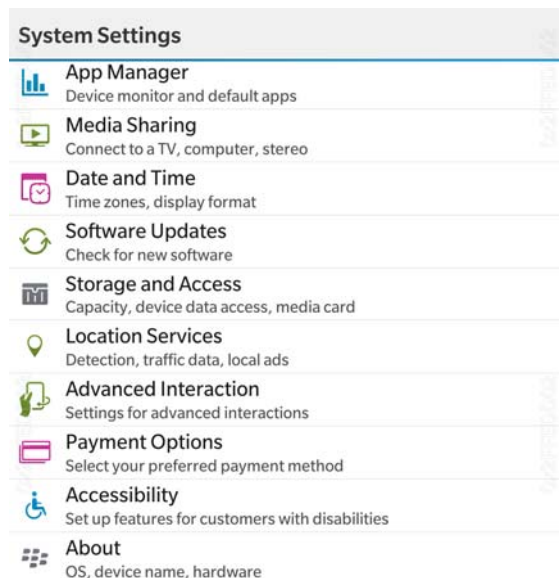 System Settings
App Manager
Device monitor and default apps
Media Sharing
Connect to a TV, computer, stereo
Date and Time
Time zones, display format
Software Updates
Check for new software
Storage and Access
Capacity, device data access, media card
Location Services
Detection, traffic data, local ads
Advanced Interaction
Settings for advanced interactions
Payment Options
Select your preferred payment method
Accessibility
Set up features for customers with disabilities
About
OS, device name, hardware